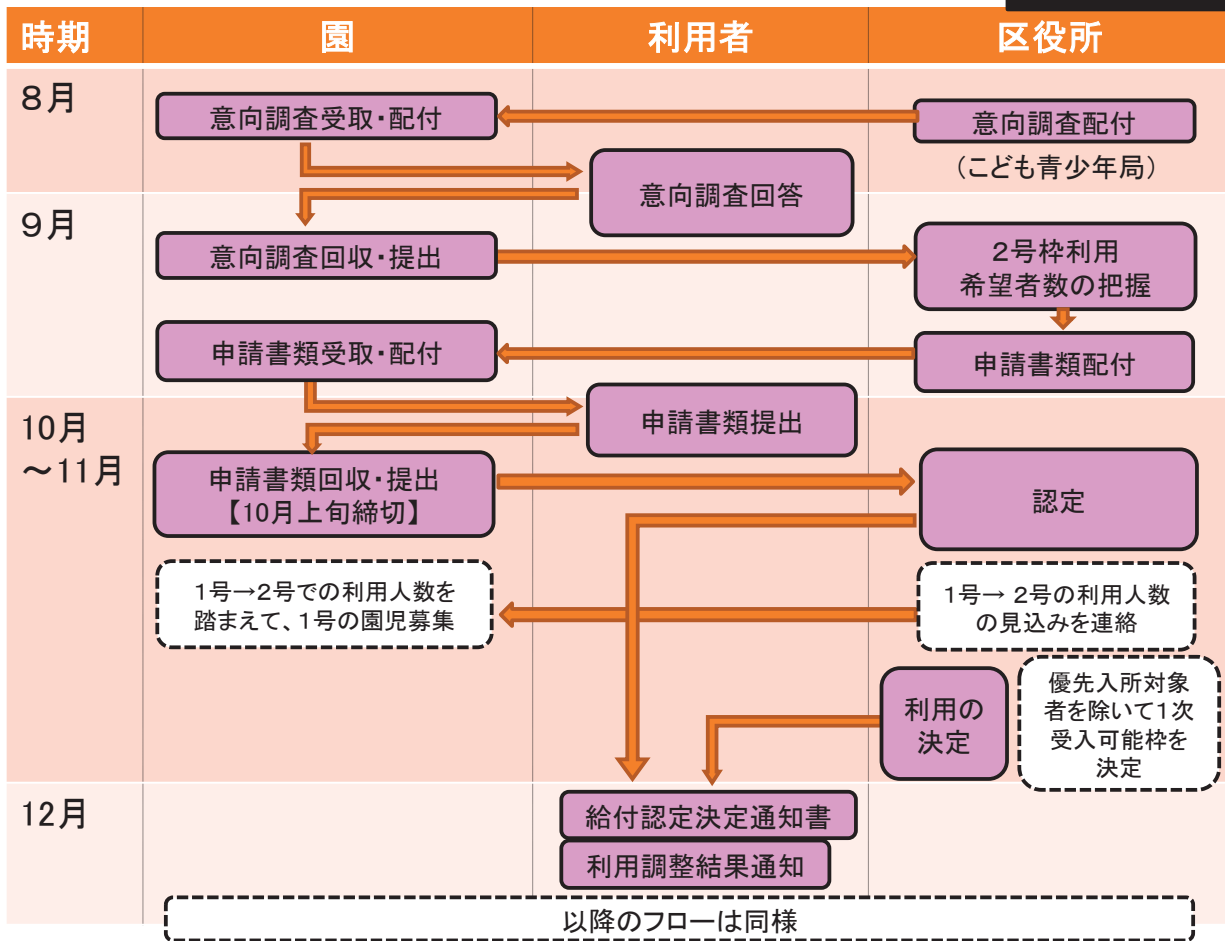 時期
園
利用者
区役所
8月
意向調査受取・配付
意向調査配付
（こども青少年局）
意向調査回答
9月
意向調査回収・提出
2号枠利用
希望者数の把握
申請書類受取・配付
申請書類配付
10月
～11月
申請書類提出
申請書類回収・提出
【10月上旬締切】
認定
1号→2号での利用人数を
踏まえて、1号の園児募集
1号→ 2号の利用人数
の見込みを連絡
利用の
決定
優先入所対象
者を除いて1次
受入可能枠を
決定
12月
給付認定決定通知書
利用調整結果通知
以降のフローは同様